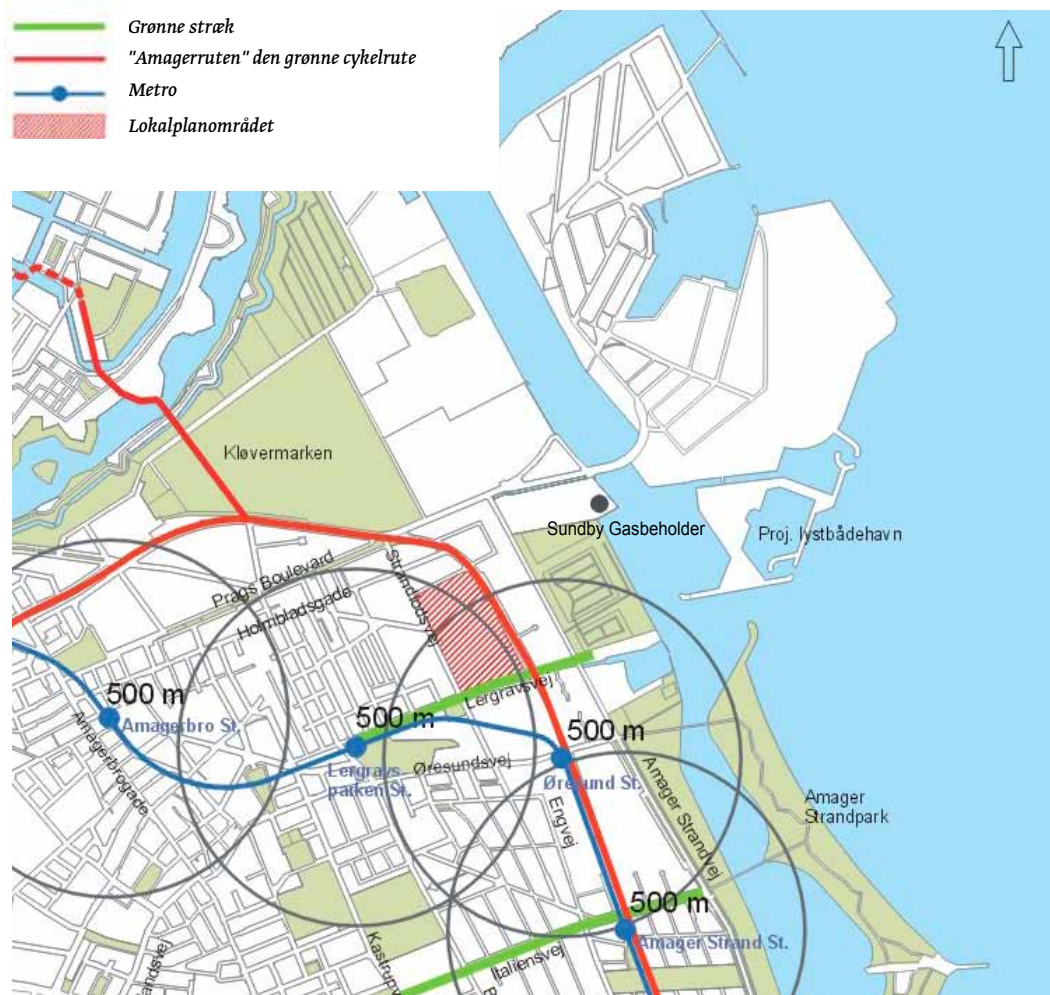 Grønne stræk
"Amagerruten" den grønne cykelrute
Metro
Lokalplanområdet
Kløvermarken
Sundby Gasbeholder
Proj. lystbådehavn
Prags Boulevard
Strandlodsvej
Holmbladsgade
Lergravsvej
500 m
Amagerbro St.
500 m
Lergravs-
parken St.
500 m
Øresund St.
Øresundsvej
Amagerbrogade
Engvej
Amager Strandvej
Amager
Strandpark
500 m
Amager Strand St.
Italiensvej
Kastrupv
andsvej